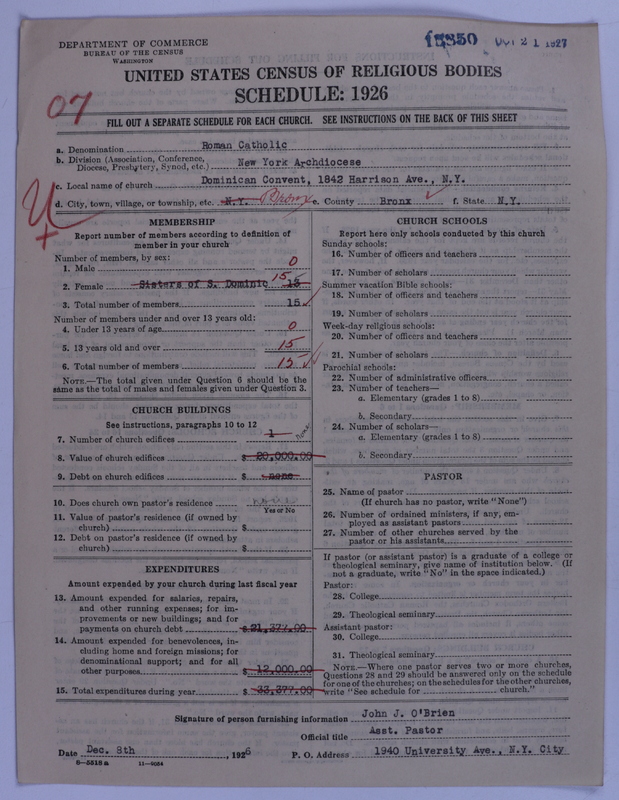 DEPARTMENT OF COMMERCE
BUREAU OF THE CENSUS
WASHINGTON
OCT 21 1927
UNITED STATES CENSUS OF RELIGIOUS BODIES
SCHEDULE: 1926
07
FILL OUT A SEPARATE SCHEDULE FOR EACH CHURCH. SEE INSTRUCTIONS ON THE BACK OF THIS SHEET
a. Denomination Roman Catholic
b. Division (Association, Conference, Diocese, Presbytery, Synod, etc.) New York Archdiocese
c. Local name of church Dominican Convent, 1842 Harrison Ave., N.Y.
d. City, town, village, or township, etc. N.Y. Bronx e. County Bronx f. State N.Y.
MEMBERSHIP
Report number of members according to definition of
member in your church
Number of members, by sex:
1. Male 0
2. Female Sisters of S. Dominic 15 15
3. Total number of members 15
Number of members under and over 13 years old:
4. Under 13 years of age 0
5. 13 years old and over 15
6. Total number of members 15
NOTE.—The total given under Question 6 should be the
same as the total of males and females given under Question 3.
CHURCH BUILDINGS
See instructions, paragraphs 10 to 12
7. Number of church edifices 1 none
8. Value of church edifices $ 20,000.00
9. Debt on church edifices $ none
10. Does church own pastor's residence none
Yes or No
11. Value of pastor's residence (if owned by
church) $
12. Debt on pastor's residence (if owned by
church) $
EXPENDITURES
Amount expended by your church during last fiscal year
13. Amount expended for salaries, repairs,
and other running expenses; for im-
provements or new buildings; and for
payments on church debt $ 21,377.00
14. Amount expended for benevolences, in-
cluding home and foreign missions; for
denominational support; and for all
other purposes $ 12,000.00
15. Total expenditures during year $ 33,377.00
CHURCH SCHOOLS
Report here only schools conducted by this church
Sunday schools:
16. Number of officers and teachers
17. Number of scholars
Summer vacation Bible schools:
18. Number of officers and teachers
19. Number of scholars
Week-day religious schools:
20. Number of officers and teachers
21. Number of scholars
Parochial schools:
22. Number of administrative officers
23. Number of teachers—
a. Elementary (grades 1 to 8)
b. Secondary
24. Number of scholars—
a. Elementary (grades 1 to 8)
b. Secondary
PASTOR
25. Name of pastor
(If church has no pastor, write "None")
26. Number of ordained ministers, if any, em-
ployed as assistant pastors
27. Number of other churches served by the
pastor or his assistants
If pastor (or assistant pastor) is a graduate of a college or
theological seminary, give name of institution below. (If
not a graduate, write "No" in the space indicated.)
Pastor:
28. College
29. Theological seminary
Assistant pastor:
30. College
31. Theological seminary
NOTE.—Where one pastor serves two or more churches,
Questions 28 and 29 should be answered only on the schedule
for one of the churches; on the schedules for the other churches,
write "See schedule for church."
Signature of person furnishing information John J. O'Brien
Official title Asst. Pastor
Date Dec. 8th, 1926 P. O. Address 1940 University Ave., N.Y. City
8—5518 a 11—9054